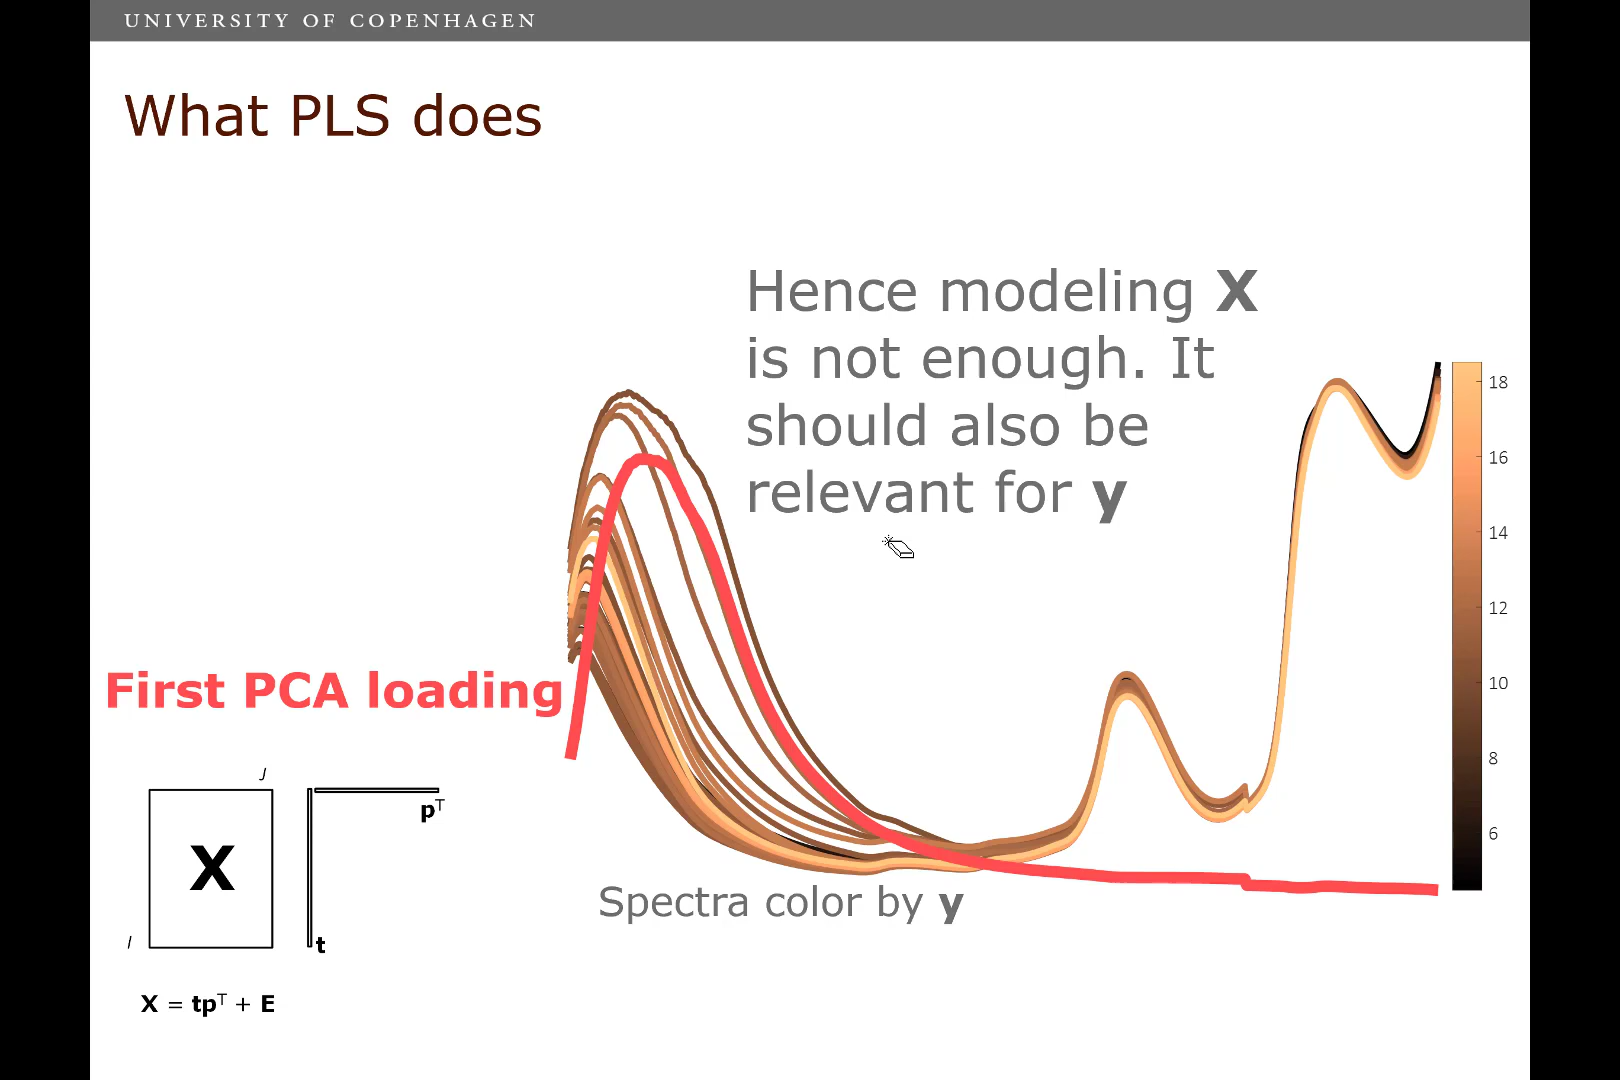 UNIVERSITY OF COPENHAGEN
What PLS does
Hence modeling X
is not enough. It
should also be
relevant for y
18
16
14
12
10
8
6
First PCA loading
J
pᵀ
X
I
t
Spectra color by y
X = tpᵀ + E